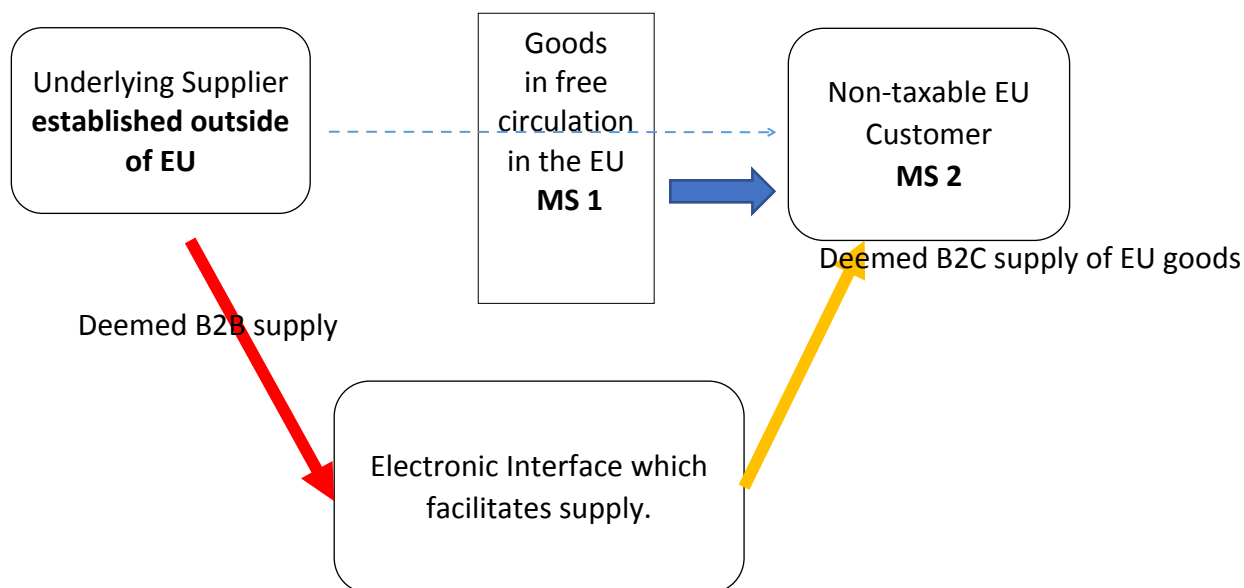 Underlying Supplier
established outside
of EU
Goods
in free
circulation
in the EU
MS 1
Non-taxable EU
Customer
MS 2
Deemed B2C supply of EU goods
Deemed B2B supply
Electronic Interface which
facilitates supply.